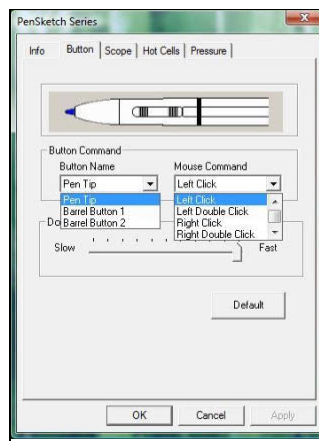 PenSketch Series
Info Button Scope Hot Cells Pressure
Button Command
Button Name Mouse Command
Pen Tip Left Click
Pen Tip Left Click
Barrel Button 1 Left Double Click
Barrel Button 2 Right Click
Right Double Click
Do
Slow Fast
Default
OK Cancel Apply